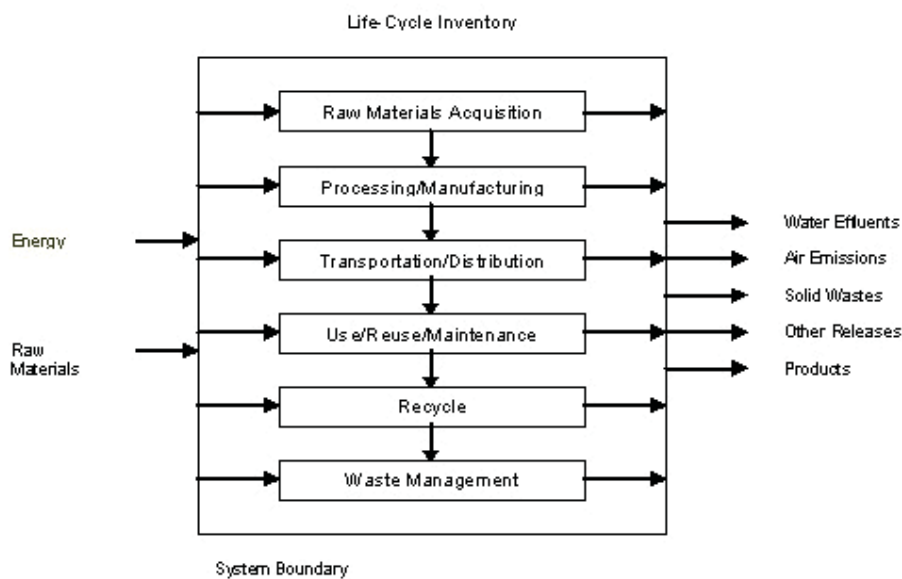 Life-Cycle Inventory
Raw Materials Acquisition
Processing/Manufacturing
Transportation/Distribution
Use/Reuse/Maintenance
Recycle
Waste Management
Energy
Raw
Materials
Water Effluents
Air Emissions
Solid Wastes
Other Releases
Products
System Boundary